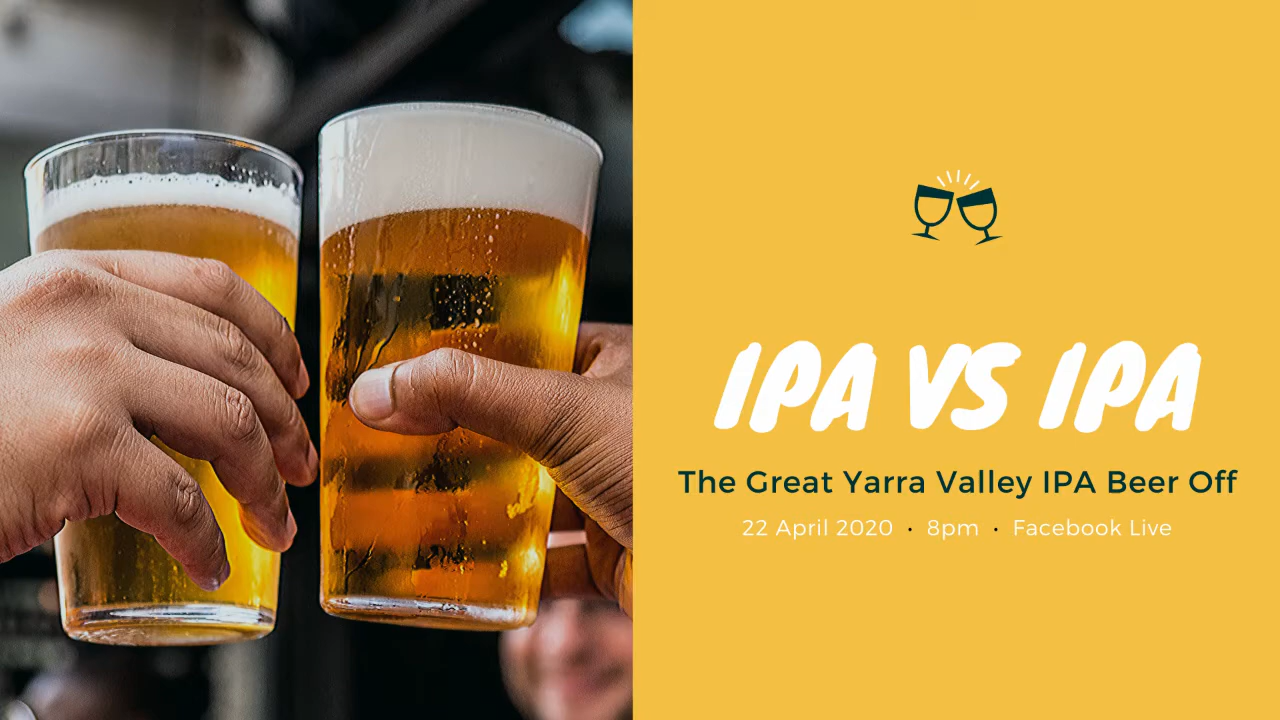 IPA VS IPA
The Great Yarra Valley IPA Beer Off
22 April 2020 • 8pm • Facebook Live